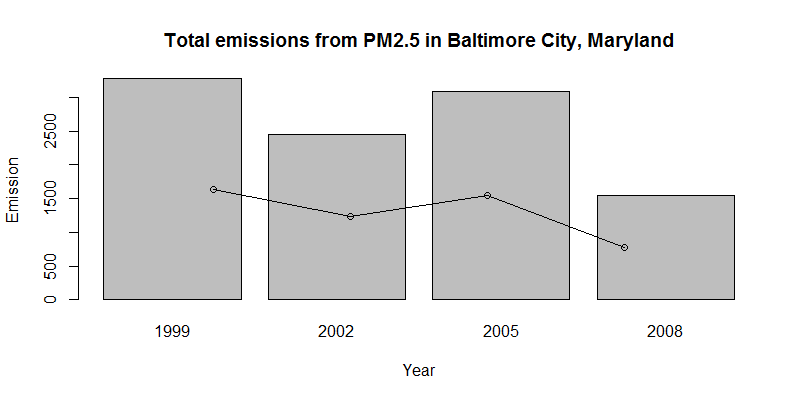 Total emissions from PM2.5 in Baltimore City, Maryland
Emission
2500
1500
500
0
1999 2002 2005 2008
Year